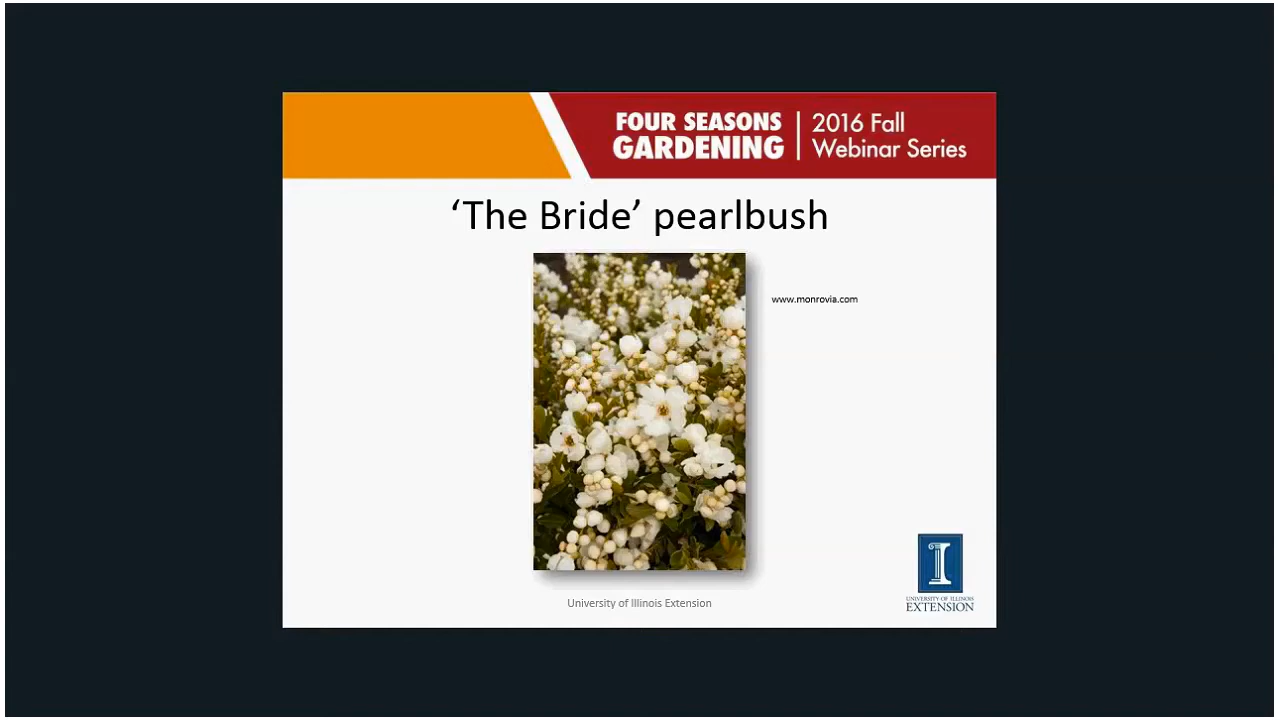 FOUR SEASONS
GARDENING
2016 Fall
Webinar Series
‘The Bride’ pearlbush
www.monrovia.com
University of Illinois Extension
UNIVERSITY OF ILLINOIS
EXTENSION